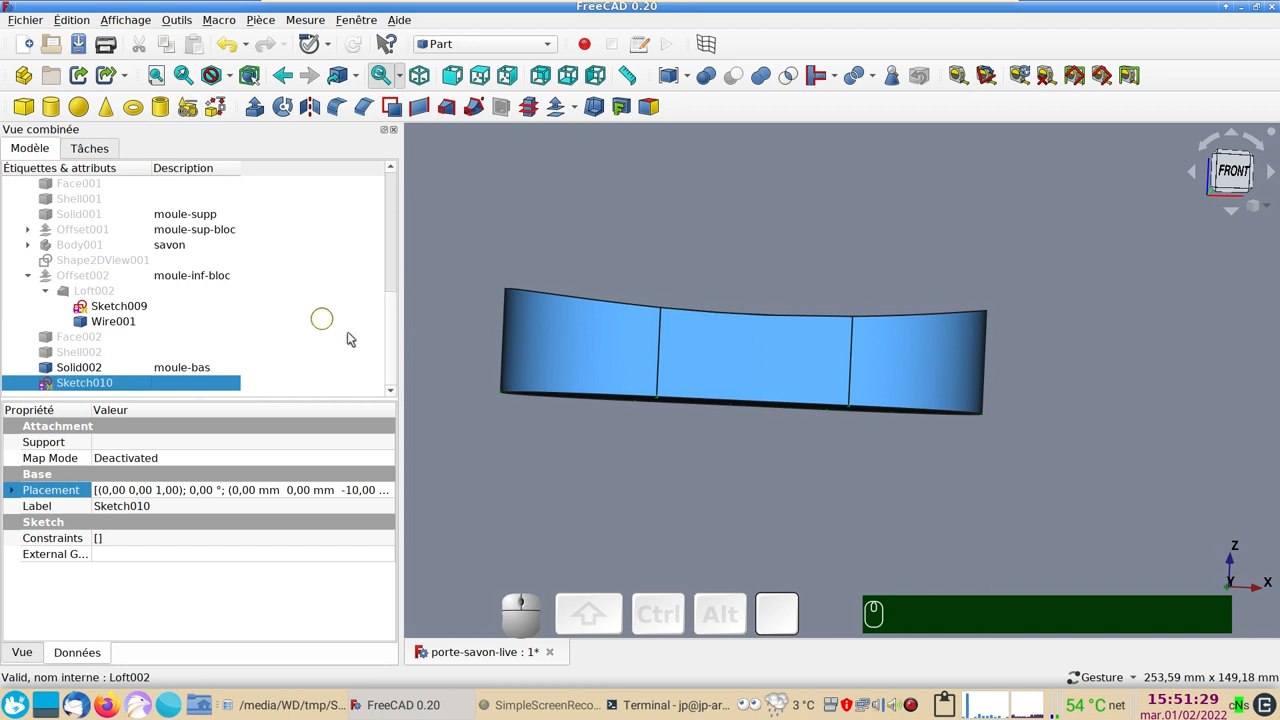 FreeCAD 0.20
Fichier Édition Affichage Outils Macro Pièce Mesure Fenêtre Aide
Part
Vue combinée
Modèle Tâches
Étiquettes & attributs Description
Face001
Shell001
Solid001 moule-supp
Offset001 moule-sup-bloc
Body001 savon
Shape2DView001
Offset002 moule-inf-bloc
Loft002
Sketch009
Wire001
Face002
Shell002
Solid002 moule-bas
Sketch010
Propriété Valeur
Attachment
Support
Map Mode Deactivated
Base
Placement [(0,00 0,00 1,00); 0,00 °; (0,00 mm 0,00 mm -10,00 ...
Label Sketch010
Sketch
Constraints []
External G...
Vue Données
FRONT
Z
Y X
Ctrl Alt
porte-savon-live : 1*
Valid, nom interne : Loft002
Gesture 253,59 mm x 149,18 mm
/media/WD/tmp/S... FreeCAD 0.20 SimpleScreenReco... Terminal - jp@jp-ar... 3 °C 54 °C net 15:51:29 cNs
mar.01/02/2022